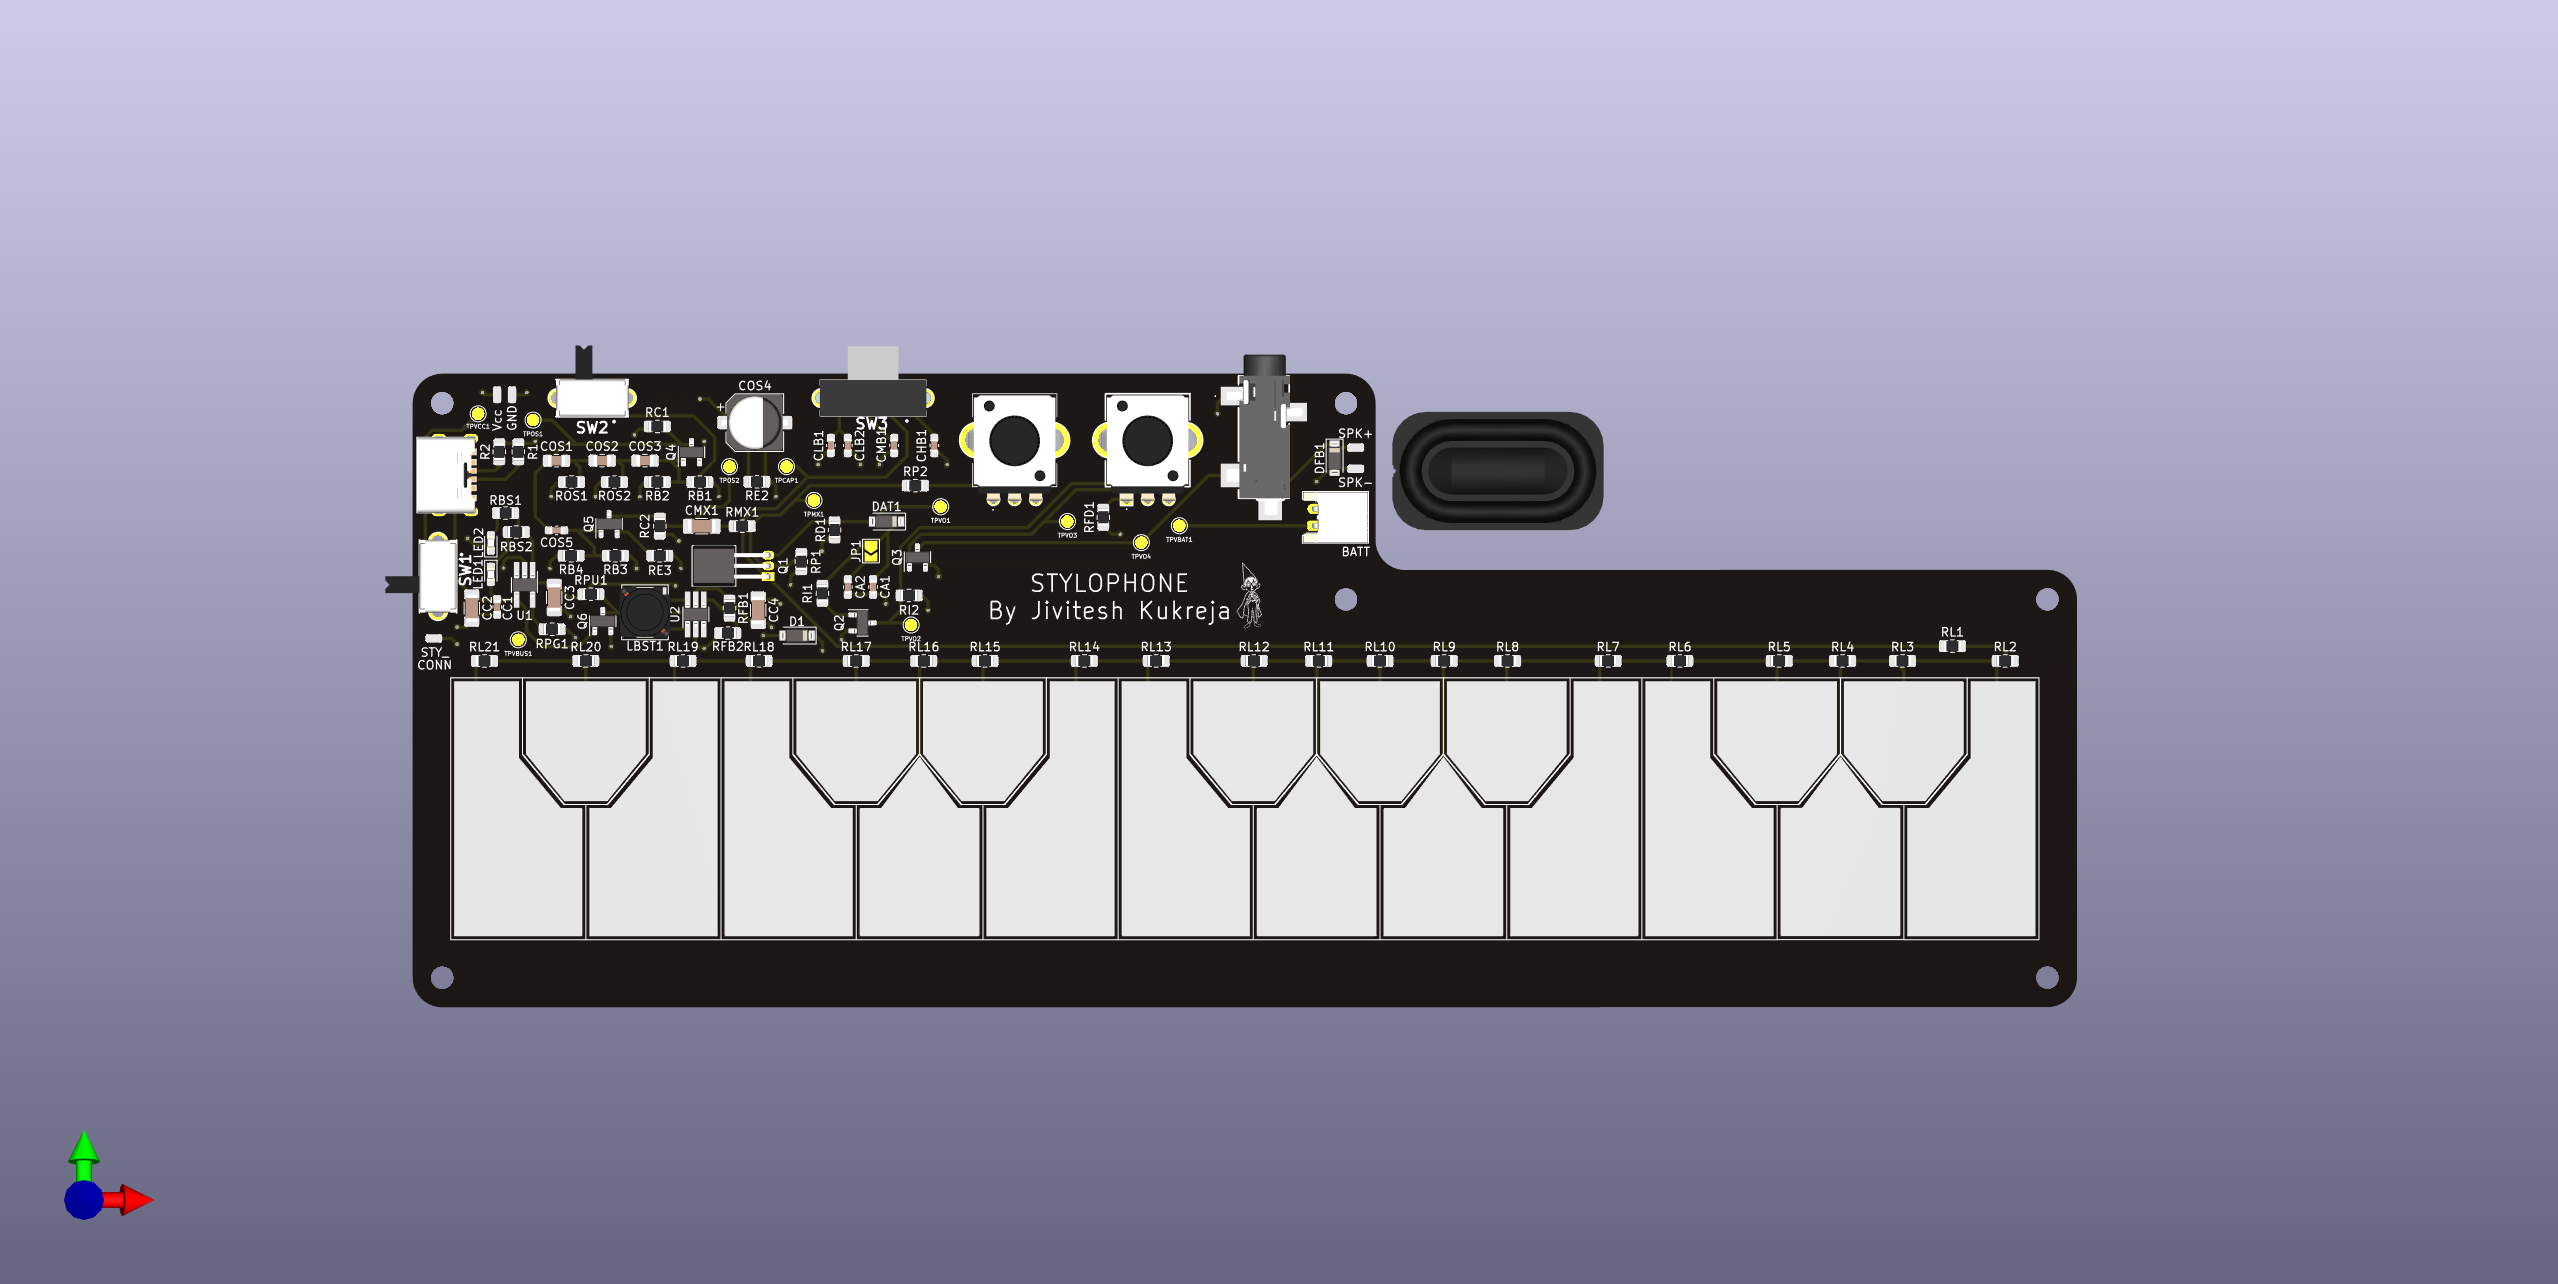 COS4
+
Vcc
GND
TPVCC1
TPOS1
SW2
RC1
SW3
R2
R1
COS1
COS2
COS3
Q4
CLB1
CLB2
CMB1
CHB1
DFB1
SPK+
SPK-
TPOS2
TPCAP1
RP2
ROS1
ROS2
RB2
RB1
RE2
RBS1
CMX1
RMX1
TPMX1
DAT1
TPVO1
RBS2
Q5
RC2
RD1
TPVO3
RFD1
TPVBAT1
BATT
LED2
LED1
SW1
COS5
RB4
RB3
RE3
Q1
RP1
JP1
Q3
TPVO4
RPU1
CC2
CC1
U1
CC3
Q6
U2
RFB1
CC4
RI1
CA2
CA1
RI2
STYLOPHONE
By Jivitesh Kukreja
RPG1
LBST1
RFB2
D1
Q2
TPVO2
TPVBUS1
STY_
CONN
RL21
RL20
RL19
RL18
RL17
RL16
RL15
RL14
RL13
RL12
RL11
RL10
RL9
RL8
RL7
RL6
RL5
RL4
RL3
RL1
RL2